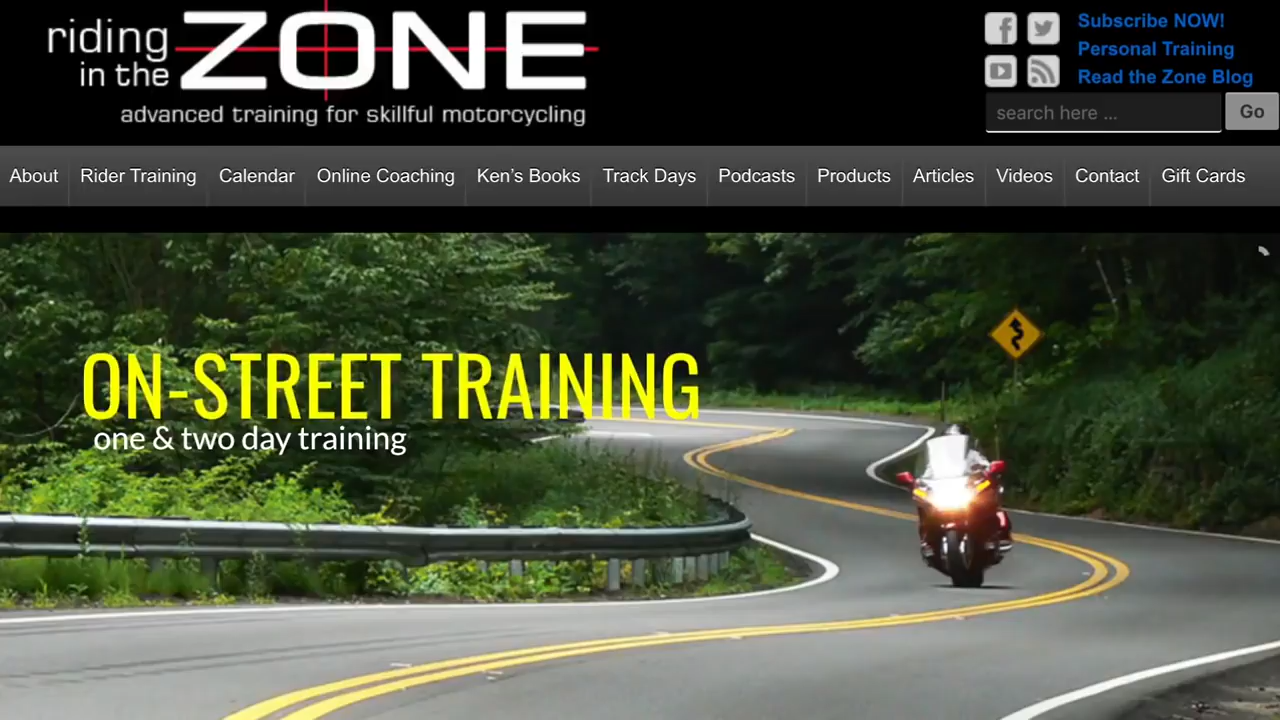 riding
in the
ZONE
advanced training for skillful motorcycling
Subscribe NOW!
Personal Training
Read the Zone Blog
search here ...
Go
About
Rider Training
Calendar
Online Coaching
Ken’s Books
Track Days
Podcasts
Products
Articles
Videos
Contact
Gift Cards
ON-STREET TRAINING
one & two day training